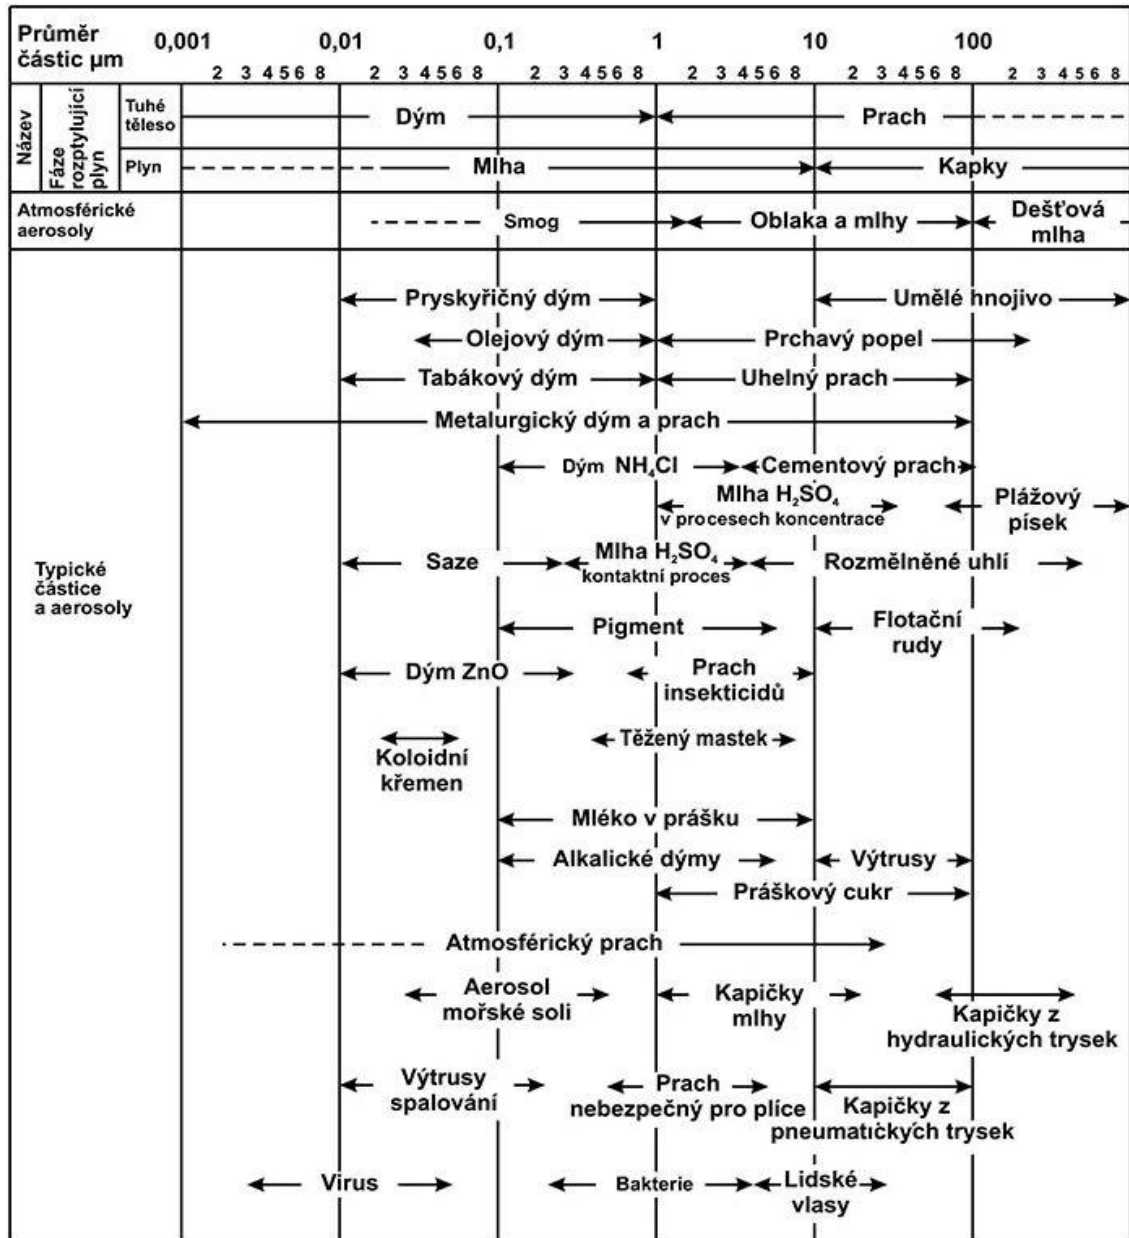 Průměr
částic µm
0,001 0,01 0,1 1 10 100
2 3 4 5 6 8 2 3 4 5 6 8 2 3 4 5 6 8 2 3 4 5 6 8 2 3 4 5 6 8 2 3 4 5 6 8
Název
Fáze
rozptylující
plyn
Tuhé
těleso
Dým Prach
Plyn Mlha Kapky
Atmosférické
aerosoly
Smog Oblaka a mlhy Dešťová
mlha
Typické
částice
a aerosoly
Pryskyřičný dým Umělé hnojivo
Olejový dým Prchavý popel
Tabákový dým Uhelný prach
Metalurgický dým a prach
Dým NH₄Cl Cementový prach
Mlha H₂SO₄
v procesech koncentrace
Plážový
písek
Saze
Mlha H₂SO₄
kontaktní proces
Rozmělněné uhlí
Pigment
Flotační
rudy
Dým ZnO
Prach
insekticidů
Koloidní
křemen
Těžený mastek
Mléko v prášku
Alkalické dýmy Výtrusy
Práškový cukr
Atmosférický prach
Aerosol
mořské soli
Kapičky
mlhy
Kapičky z
hydraulických trysek
Výtrusy
spalování
Prach
nebezpečný pro plíce
Kapičky z
pneumatických trysek
Virus
Bakterie
Lidské
vlasy